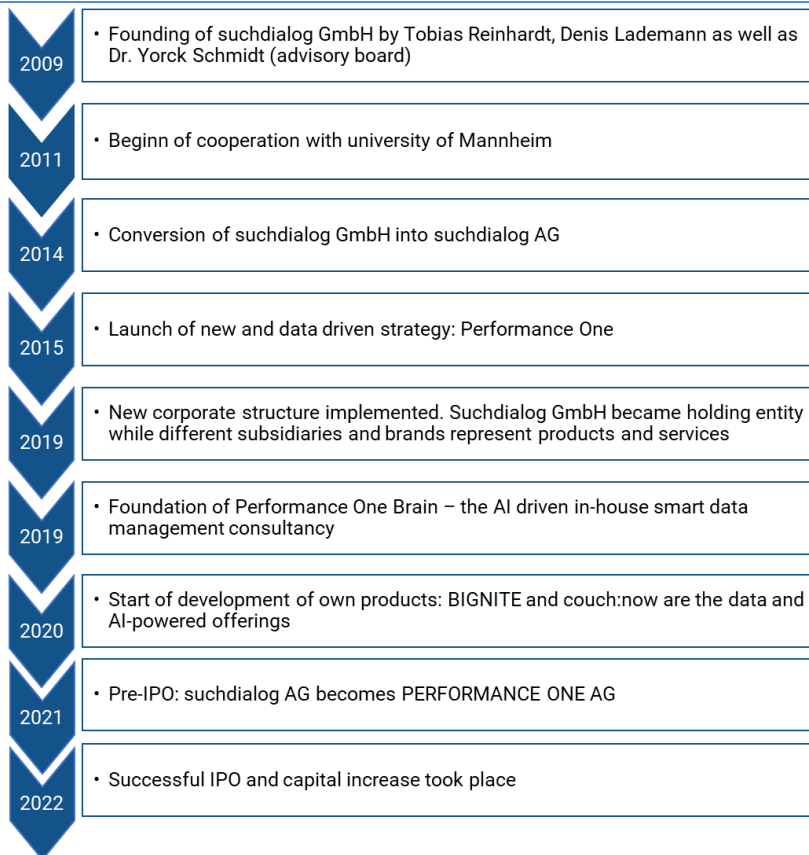 2009
• Founding of suchdialog GmbH by Tobias Reinhardt, Denis Lademann as well as
Dr. Yorck Schmidt (advisory board)
2011
• Beginn of cooperation with university of Mannheim
2014
• Conversion of suchdialog GmbH into suchdialog AG
2015
• Launch of new and data driven strategy: Performance One
2019
• New corporate structure implemented. Suchdialog GmbH became holding entity
while different subsidiaries and brands represent products and services
2019
• Foundation of Performance One Brain – the AI driven in-house smart data
management consultancy
2020
• Start of development of own products: BIGNITE and couch:now are the data and
AI-powered offerings
2021
• Pre-IPO: suchdialog AG becomes PERFORMANCE ONE AG
2022
• Successful IPO and capital increase took place